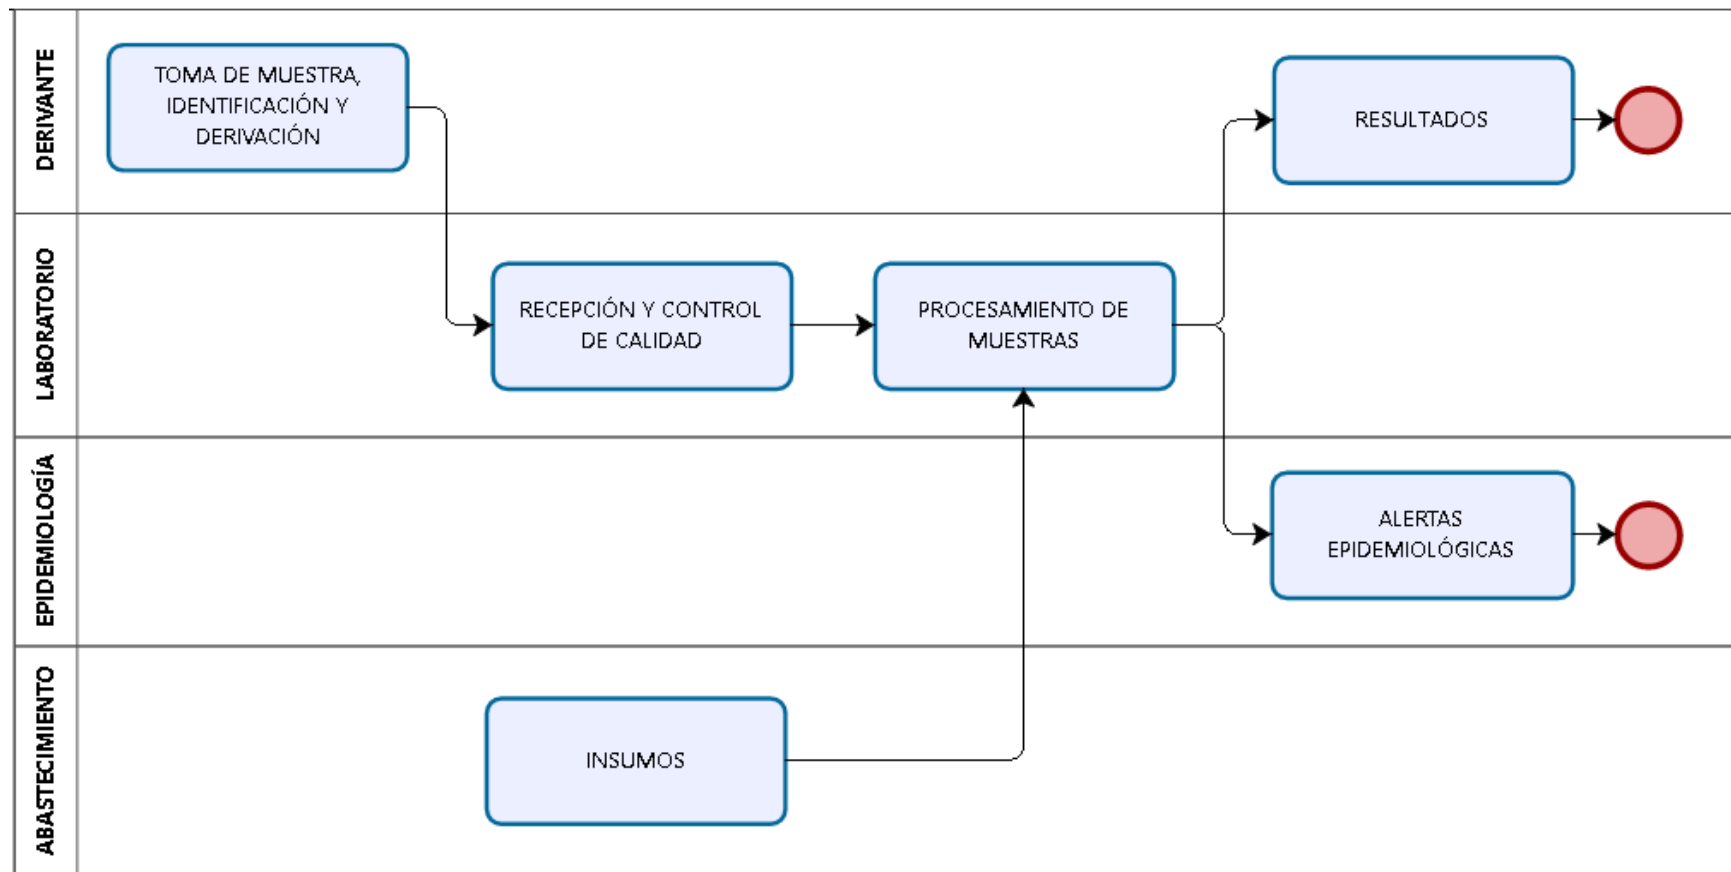 DERIVANTE
TOMA DE MUESTRA,
IDENTIFICACIÓN Y
DERIVACIÓN
RESULTADOS
LABORATORIO
RECEPCIÓN Y CONTROL
DE CALIDAD
PROCESAMIENTO DE
MUESTRAS
EPIDEMIOLOGÍA
ALERTAS
EPIDEMIOLÓGICAS
ABASTECIMIENTO
INSUMOS